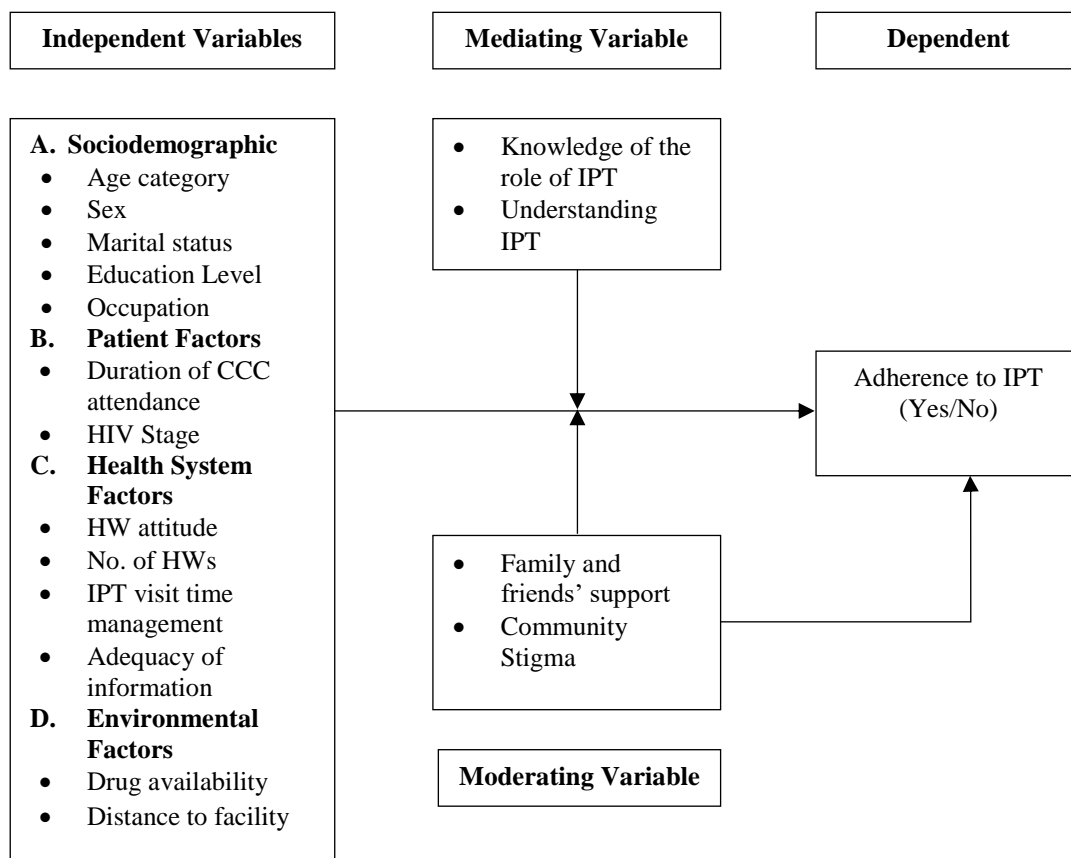 Independent Variables
Mediating Variable
Dependent
A. Sociodemographic
• Age category
• Sex
• Marital status
• Education Level
• Occupation
B. Patient Factors
• Duration of CCC
attendance
• HIV Stage
C. Health System
Factors
• HW attitude
• No. of HWs
• IPT visit time
management
• Adequacy of
information
D. Environmental
Factors
• Drug availability
• Distance to facility
• Knowledge of the
role of IPT
• Understanding
IPT
• Family and
friends’ support
• Community
Stigma
Moderating Variable
Adherence to IPT
(Yes/No)